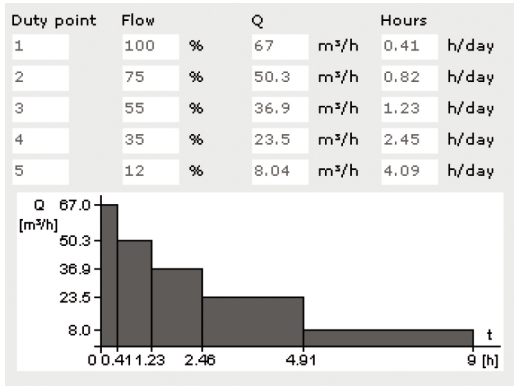 Duty point Flow Q Hours
1 100 % 67 m³/h 0.41 h/day
2 75 % 50.3 m³/h 0.82 h/day
3 55 % 36.9 m³/h 1.23 h/day
4 35 % 23.5 m³/h 2.45 h/day
5 12 % 8.04 m³/h 4.09 h/day
Q 67.0
[m³/h]
50.3
36.9
23.5
8.0
t
0 0.41 1.23 2.46 4.91 9 [h]